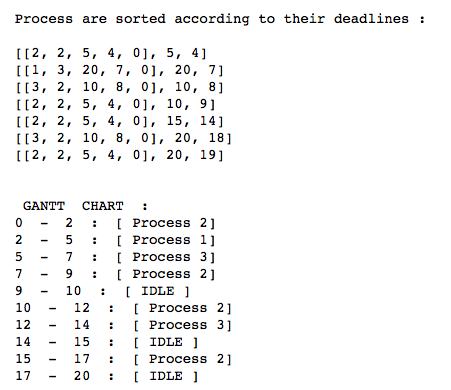 Process are sorted according to their deadlines :
[[2, 2, 5, 4, 0], 5, 4]
[[1, 3, 20, 7, 0], 20, 7]
[[3, 2, 10, 8, 0], 10, 8]
[[2, 2, 5, 4, 0], 10, 9]
[[2, 2, 5, 4, 0], 15, 14]
[[3, 2, 10, 8, 0], 20, 18]
[[2, 2, 5, 4, 0], 20, 19]
GANTT CHART :
0 - 2 : [ Process 2]
2 - 5 : [ Process 1]
5 - 7 : [ Process 3]
7 - 9 : [ Process 2]
9 - 10 : [ IDLE ]
10 - 12 : [ Process 2]
12 - 14 : [ Process 3]
14 - 15 : [ IDLE ]
15 - 17 : [ Process 2]
17 - 20 : [ IDLE ]